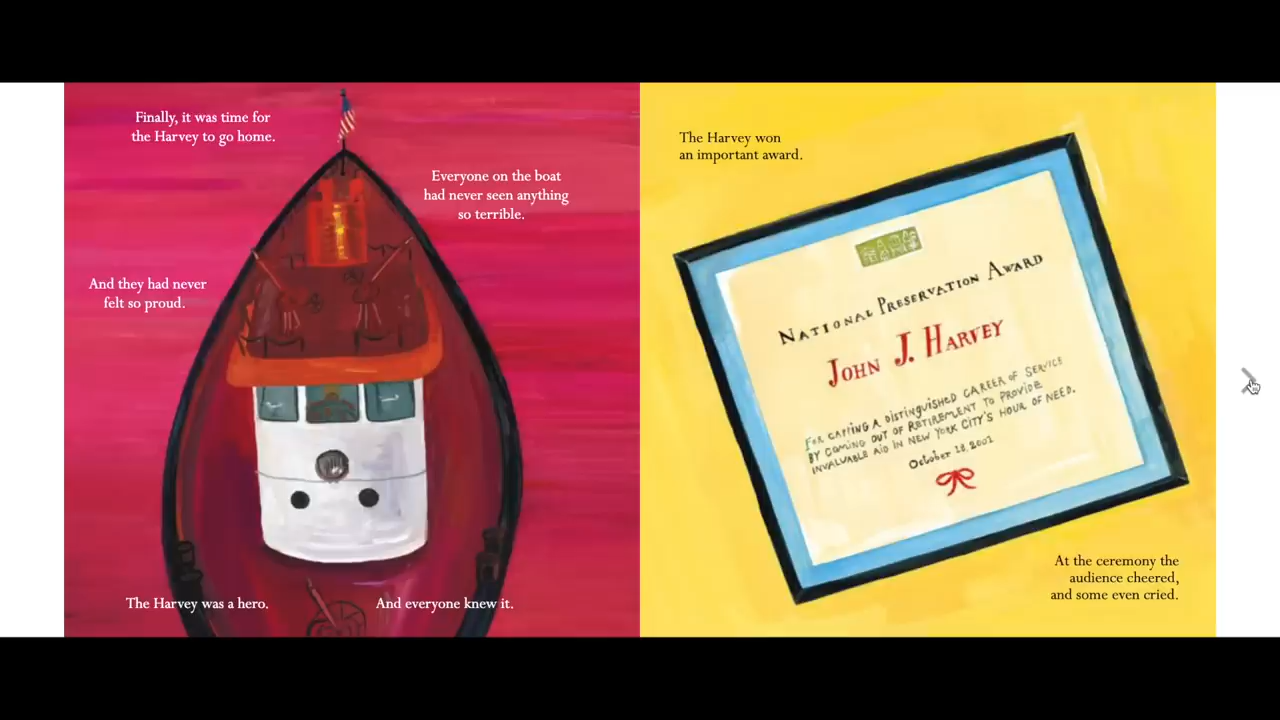 Finally, it was time for
the Harvey to go home.
Everyone on the boat
had never seen anything
so terrible.
And they had never
felt so proud.
The Harvey was a hero.
And everyone knew it.
The Harvey won
an important award.
NATIONAL PRESERVATION AWARD
JOHN J. HARVEY
FOR CAPPING A DISTINGUISHED CAREER OF SERVICE
BY COMING OUT OF RETIREMENT TO PROVIDE
INVALUABLE AID IN NEW YORK CITY'S HOUR OF NEED.
October 18, 2001
At the ceremony the
audience cheered,
and some even cried.